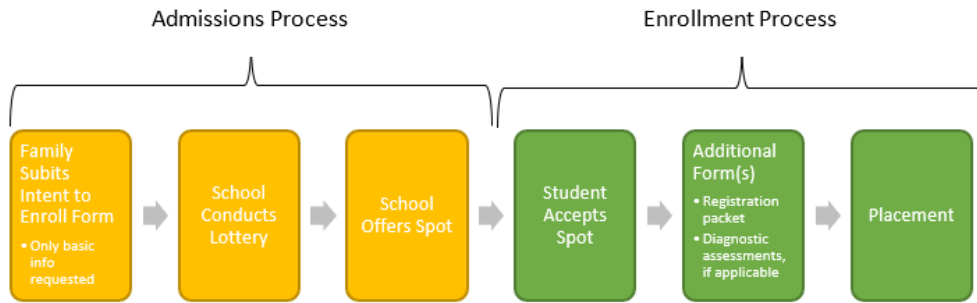 Admissions Process
Enrollment Process
Family
Subits
Intent to
Enroll Form
• Only basic
info
requested
School
Conducts
Lottery
School
Offers Spot
Student
Accepts
Spot
Additional
Form(s)
• Registration
packet
• Diagnostic
assessments,
if applicable
Placement